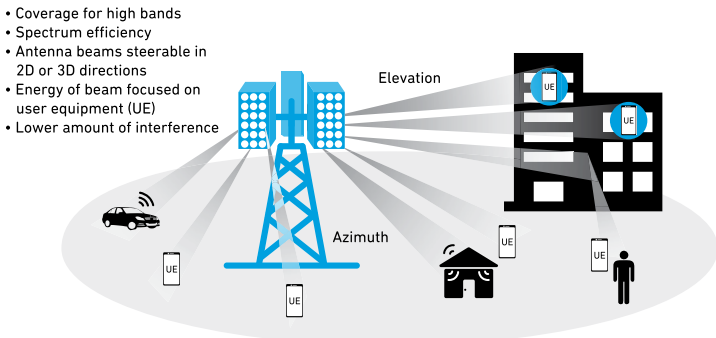 • Coverage for high bands
• Spectrum efficiency
• Antenna beams steerable in
2D or 3D directions
• Energy of beam focused on
user equipment (UE)
• Lower amount of interference
Elevation
UE
UE
Azimuth
UE
UE
UE
UE